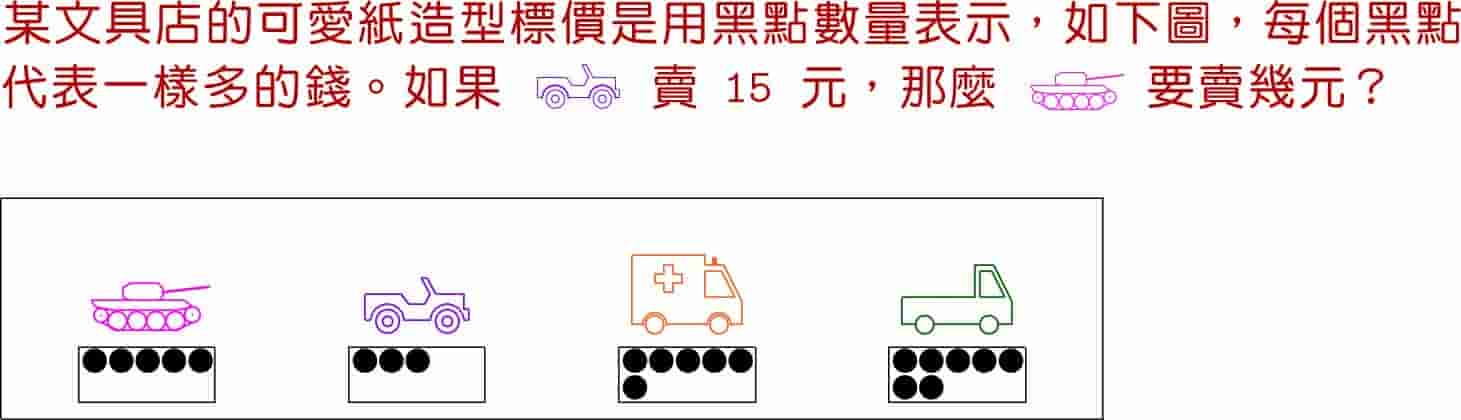 某文具店的可愛紙造型標價是用黑點數量表示，如下圖，每個黑點
代表一樣多的錢。如果 賣 15 元，那麼 要賣幾元？